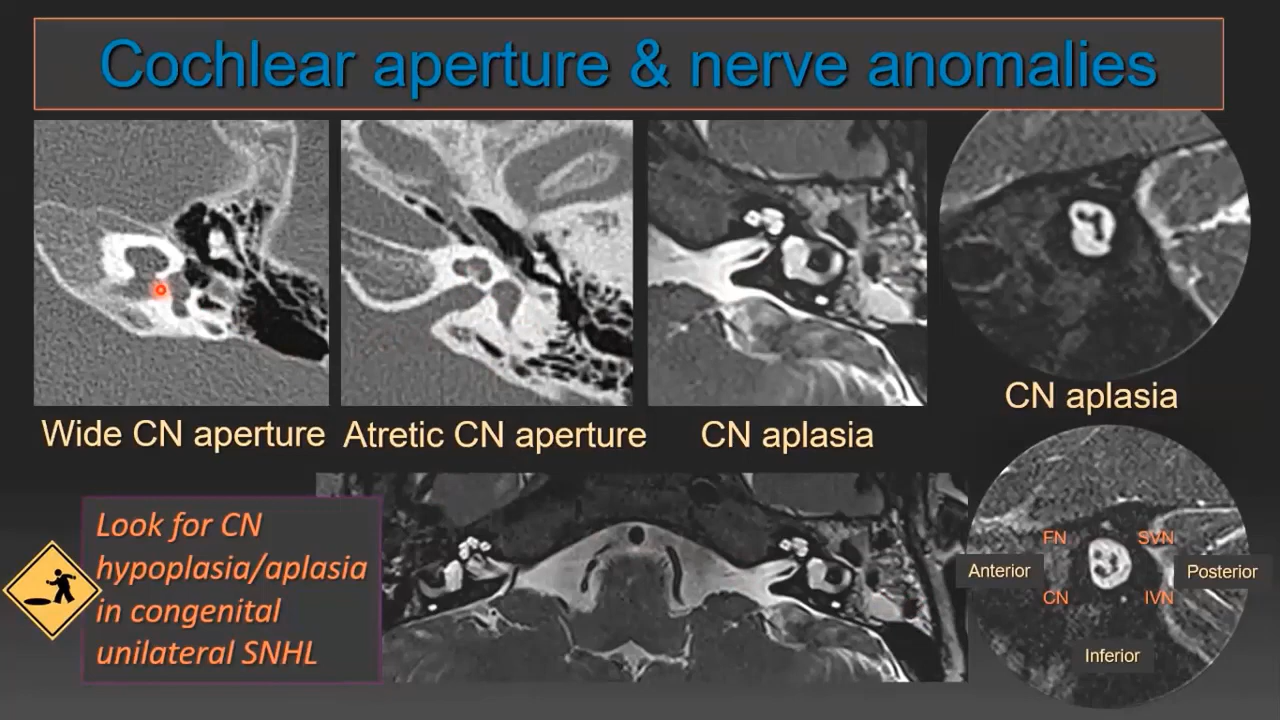 Cochlear aperture & nerve anomalies
Wide CN aperture
Atretic CN aperture
CN aplasia
CN aplasia
Look for CN
hypoplasia/aplasia
in congenital
unilateral SNHL
FN
SVN
Anterior
Posterior
CN
IVN
Inferior